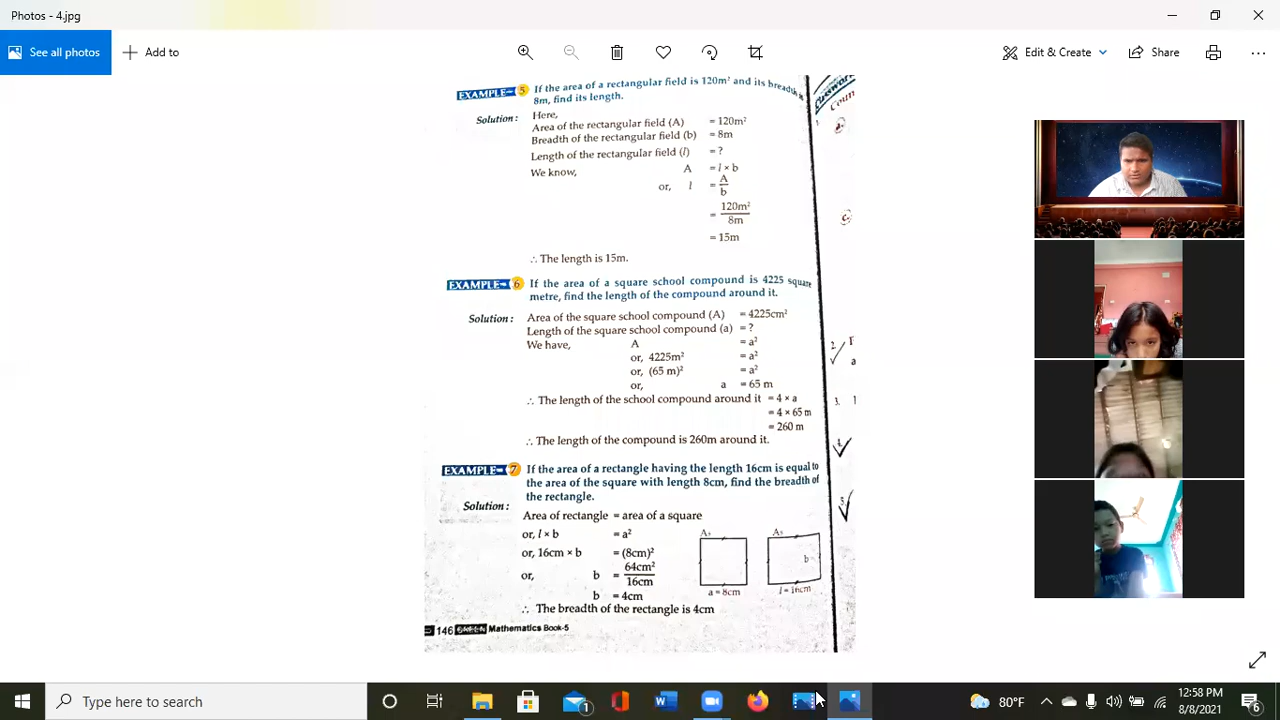 Photos - 4.jpg
See all photos
Add to
Edit & Create
Share
EXAMPLE- 5 If the area of a rectangular field is 120m² and its breadth is
8m, find its length.
Solution : Here,
Area of the rectangular field (A) = 120m²
Breadth of the rectangular field (b) = 8m
Length of the rectangular field (l) = ?
We know, A = l × b
or, l = A/b
= 120m²/8m
= 15m
∴ The length is 15m.
EXAMPLE- 6 If the area of a square school compound is 4225 square
metre, find the length of the compound around it.
Solution : Area of the square school compound (A) = 4225cm²
Length of the square school compound (a) = ?
We have, A = a²
or, 4225m² = a²
or, (65 m)² = a²
or, a = 65 m
∴ The length of the school compound around it = 4 × a
= 4 × 65 m
= 260 m
∴ The length of the compound is 260m around it.
EXAMPLE- 7 If the area of a rectangle having the length 16cm is equal to
the area of the square with length 8cm, find the breadth of
the rectangle.
Solution :
Area of rectangle = area of a square
or, l × b = a²
or, 16cm × b = (8cm)²
or, b = 64cm²/16cm
b = 4cm
∴ The breadth of the rectangle is 4cm
A
a = 8cm
A
b
l = 16cm
146 GREEN Mathematics Book-5
Classwork
2.
3.
Type here to search
1
80°F
12:58 PM
8/8/2021
6